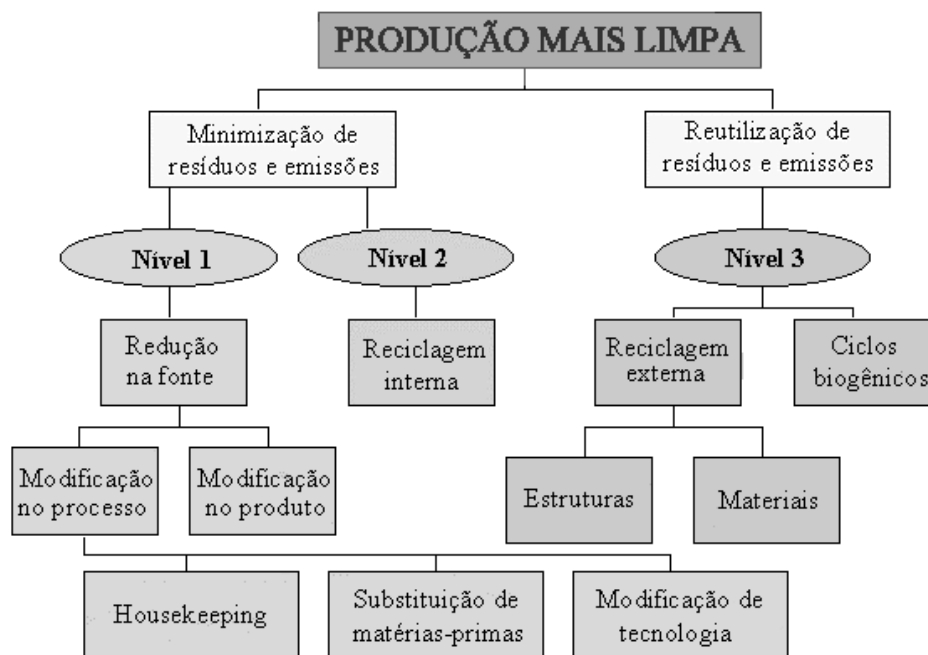 PRODUÇÃO MAIS LIMPA
Minimização de
resíduos e emissões
Reutilização de
resíduos e emissões
Nível 1
Nível 2
Nível 3
Redução
na fonte
Reciclagem
interna
Reciclagem
externa
Ciclos
biogênicos
Modificação
no processo
Modificação
no produto
Estruturas
Materiais
Housekeeping
Substituição de
matérias-primas
Modificação de
tecnologia